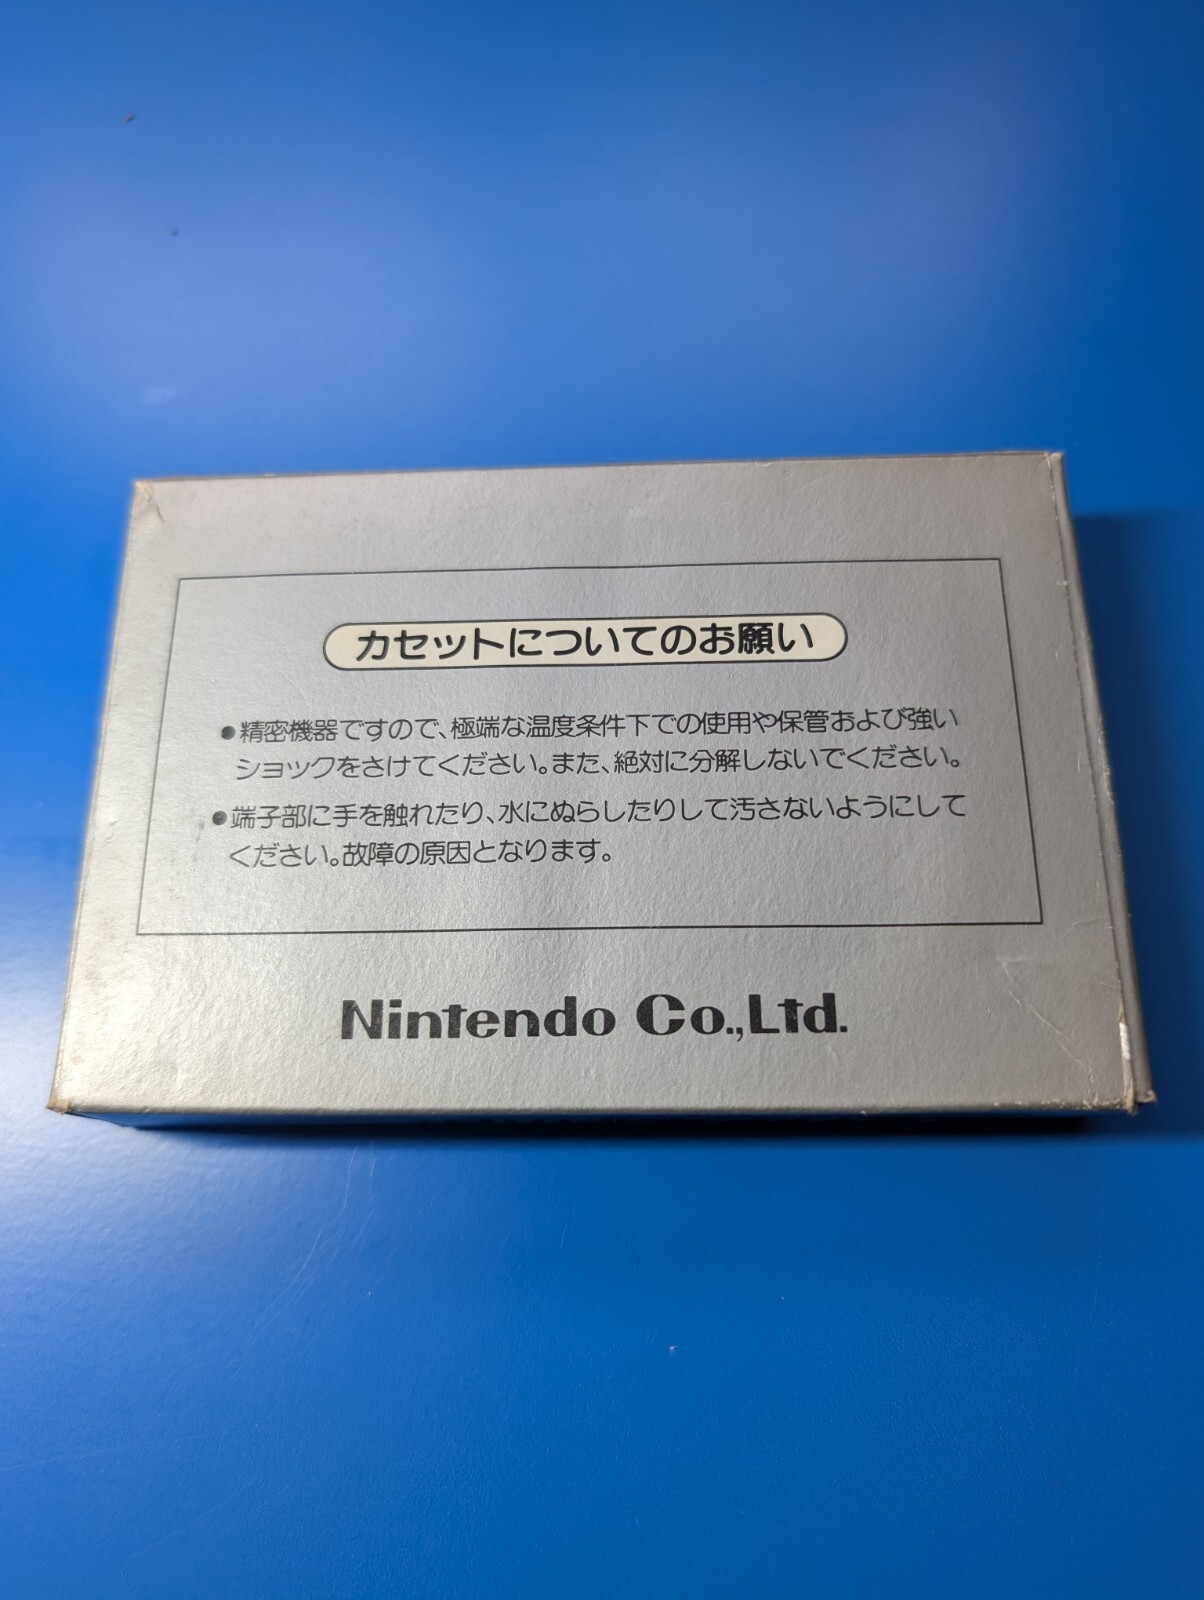 カセットについてのお願い
●精密機器ですので、極端な温度条件下での使用や保管および強い
ショックをさけてください。また、絶対に分解しないでください。
●端子部に手を触れたり、水にぬらしたりして汚さないようにして
ください。故障の原因となります。
Nintendo Co.,Ltd.